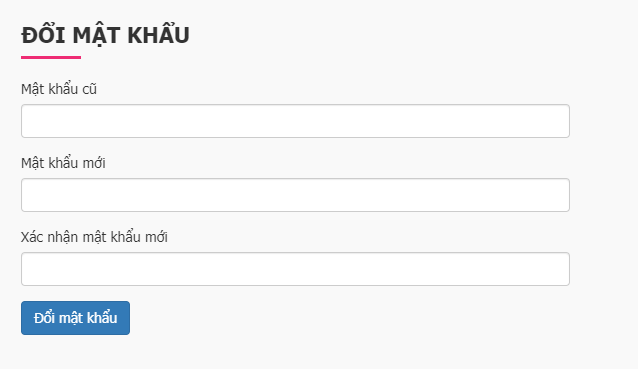 ĐỔI MẬT KHẨU
Mật khẩu cũ
Mật khẩu mới
Xác nhận mật khẩu mới
Đổi mật khẩu